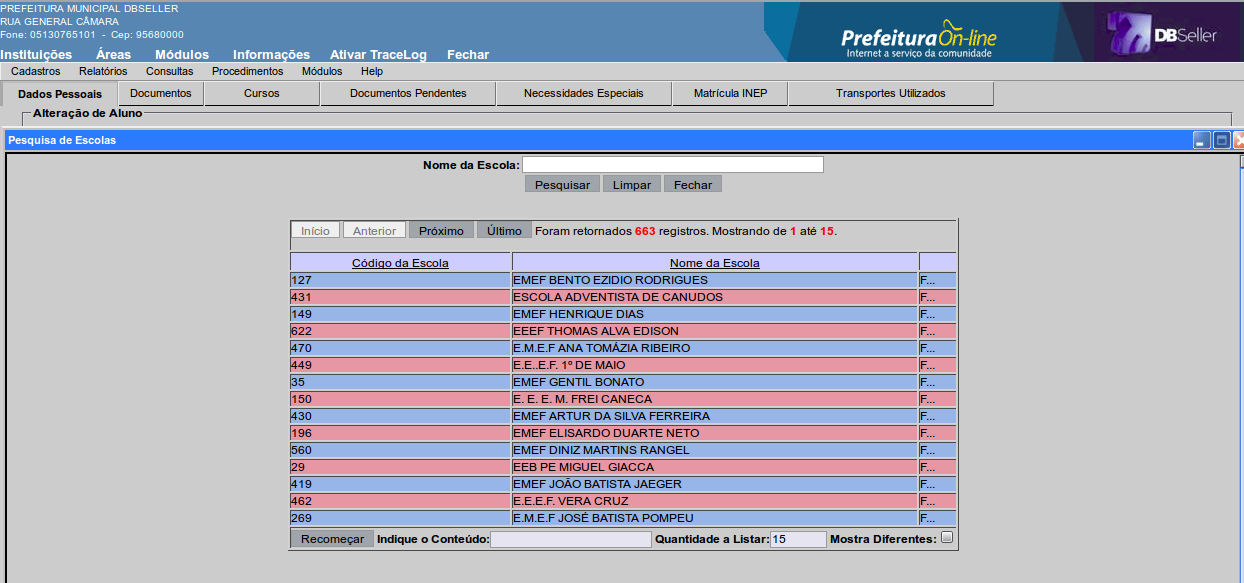 PREFEITURA MUNICIPAL DBSELLER
RUA GENERAL CÂMARA
Fone: 05130765101 - Cep: 95680000
Prefeitura On-line
Internet a serviço da comunidade
DBSeller
Instituições Áreas Módulos Informações Ativar TraceLog Fechar
Cadastros Relatórios Consultas Procedimentos Módulos Help
Dados Pessoais Documentos Cursos Documentos Pendentes Necessidades Especiais Matrícula INEP Transportes Utilizados
Alteração de Aluno
Pesquisa de Escolas
Nome da Escola:
Pesquisar Limpar Fechar
Início Anterior Próximo Último Foram retornados 663 registros. Mostrando de 1 até 15.
Código da Escola Nome da Escola
127 EMEF BENTO EZIDIO RODRIGUES F...
431 ESCOLA ADVENTISTA DE CANUDOS F...
149 EMEF HENRIQUE DIAS F...
622 EEEF THOMAS ALVA EDISON F...
470 E.M.E.F ANA TOMÁZIA RIBEIRO F...
449 E.E..E.F. 1º DE MAIO F...
35 EMEF GENTIL BONATO F...
150 E. E. E. M. FREI CANECA F...
430 EMEF ARTUR DA SILVA FERREIRA F...
196 EMEF ELISARDO DUARTE NETO F...
560 EMEF DINIZ MARTINS RANGEL F...
29 EEB PE MIGUEL GIACCA F...
419 EMEF JOÃO BATISTA JAEGER F...
462 E.E.E.F. VERA CRUZ F...
269 E.M.E.F JOSÉ BATISTA POMPEU F...
Recomeçar Indique o Conteúdo: Quantidade a Listar: 15 Mostra Diferentes: